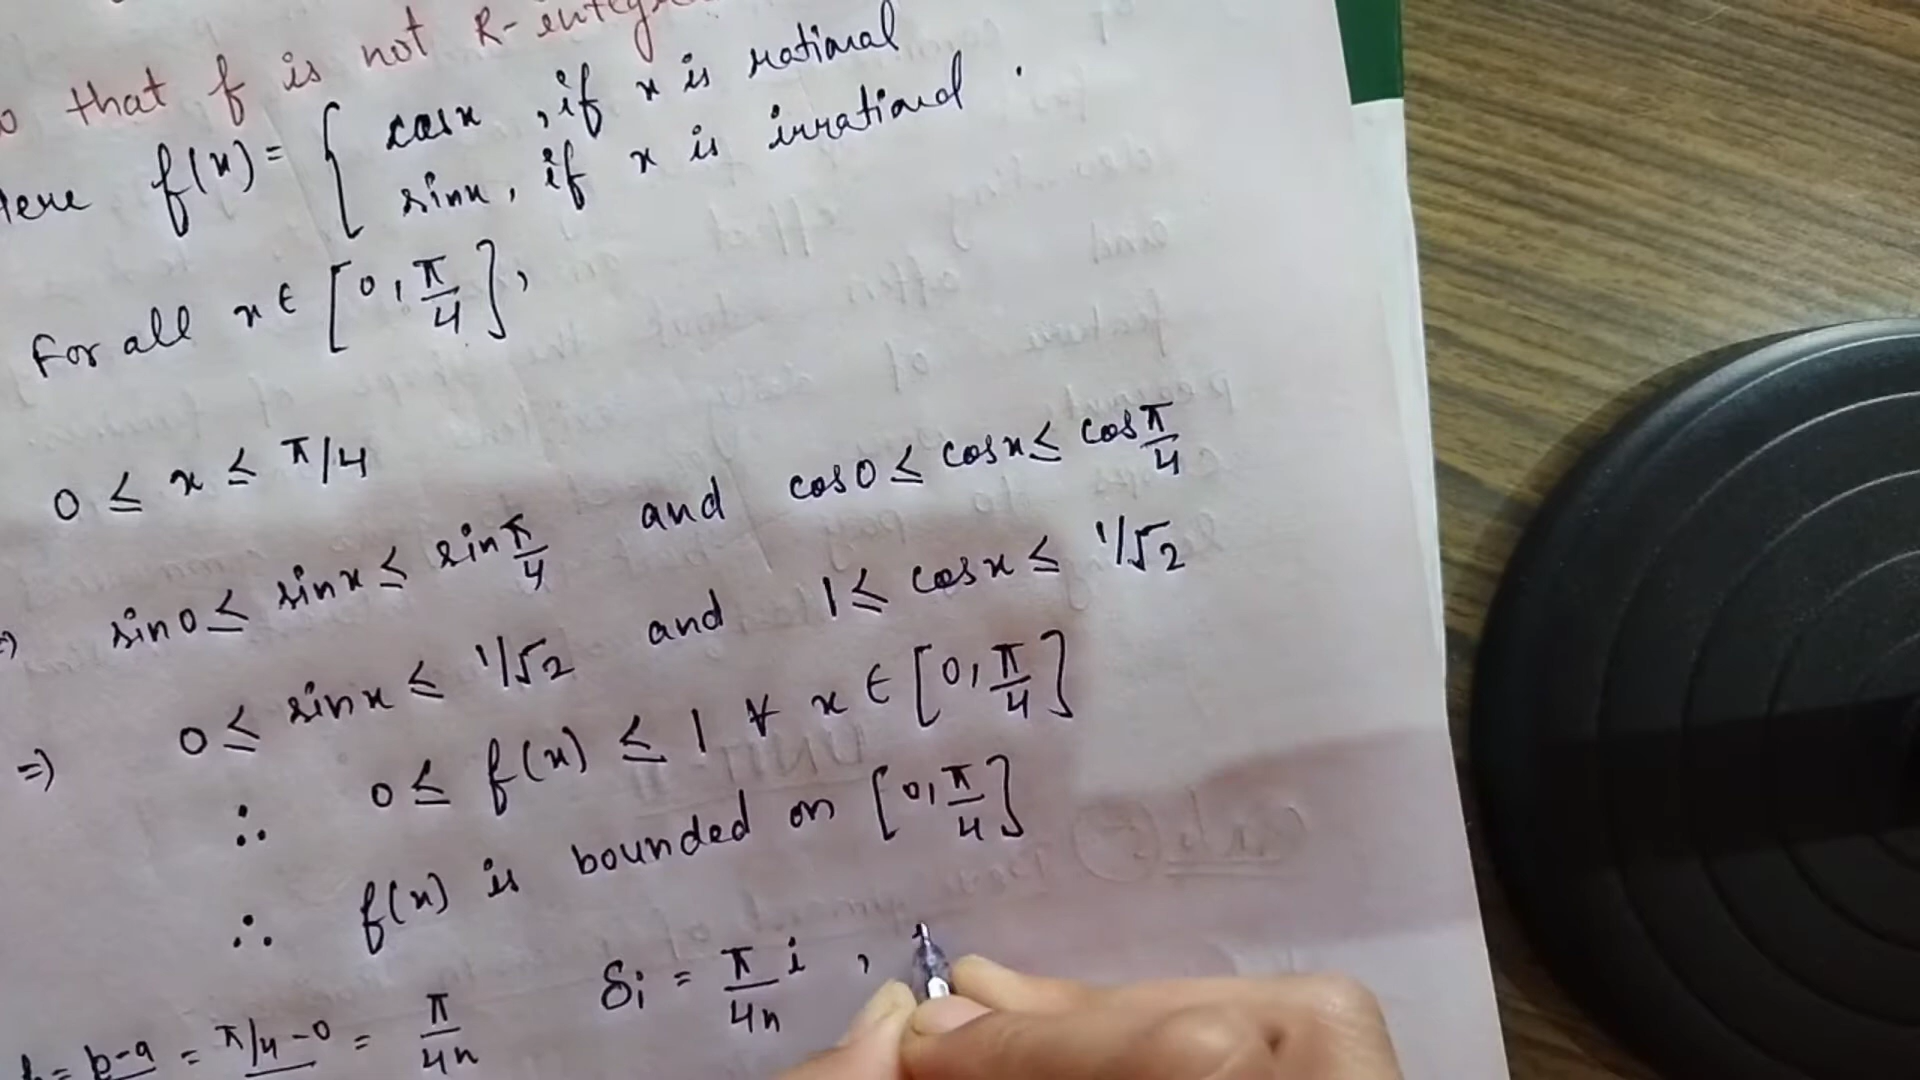 that f is not R-integ
f(x) = { cosx , if x is rational
sinx , if x is irrational .
For all x ∈ [0, π/4],
0 ≤ x ≤ π/4
⇒ sin0 ≤ sinx ≤ sin π/4 and cos0 ≤ cosx ≤ cos π/4
⇒ 0 ≤ sinx ≤ 1/√2 and 1 ≤ cosx ≤ 1/√2
∴ 0 ≤ f(x) ≤ 1 ∀ x ∈ [0, π/4]
∴ f(x) is bounded on [0, π/4]
= b-a = π/4-0 = π/4n δi = π/4n i ,